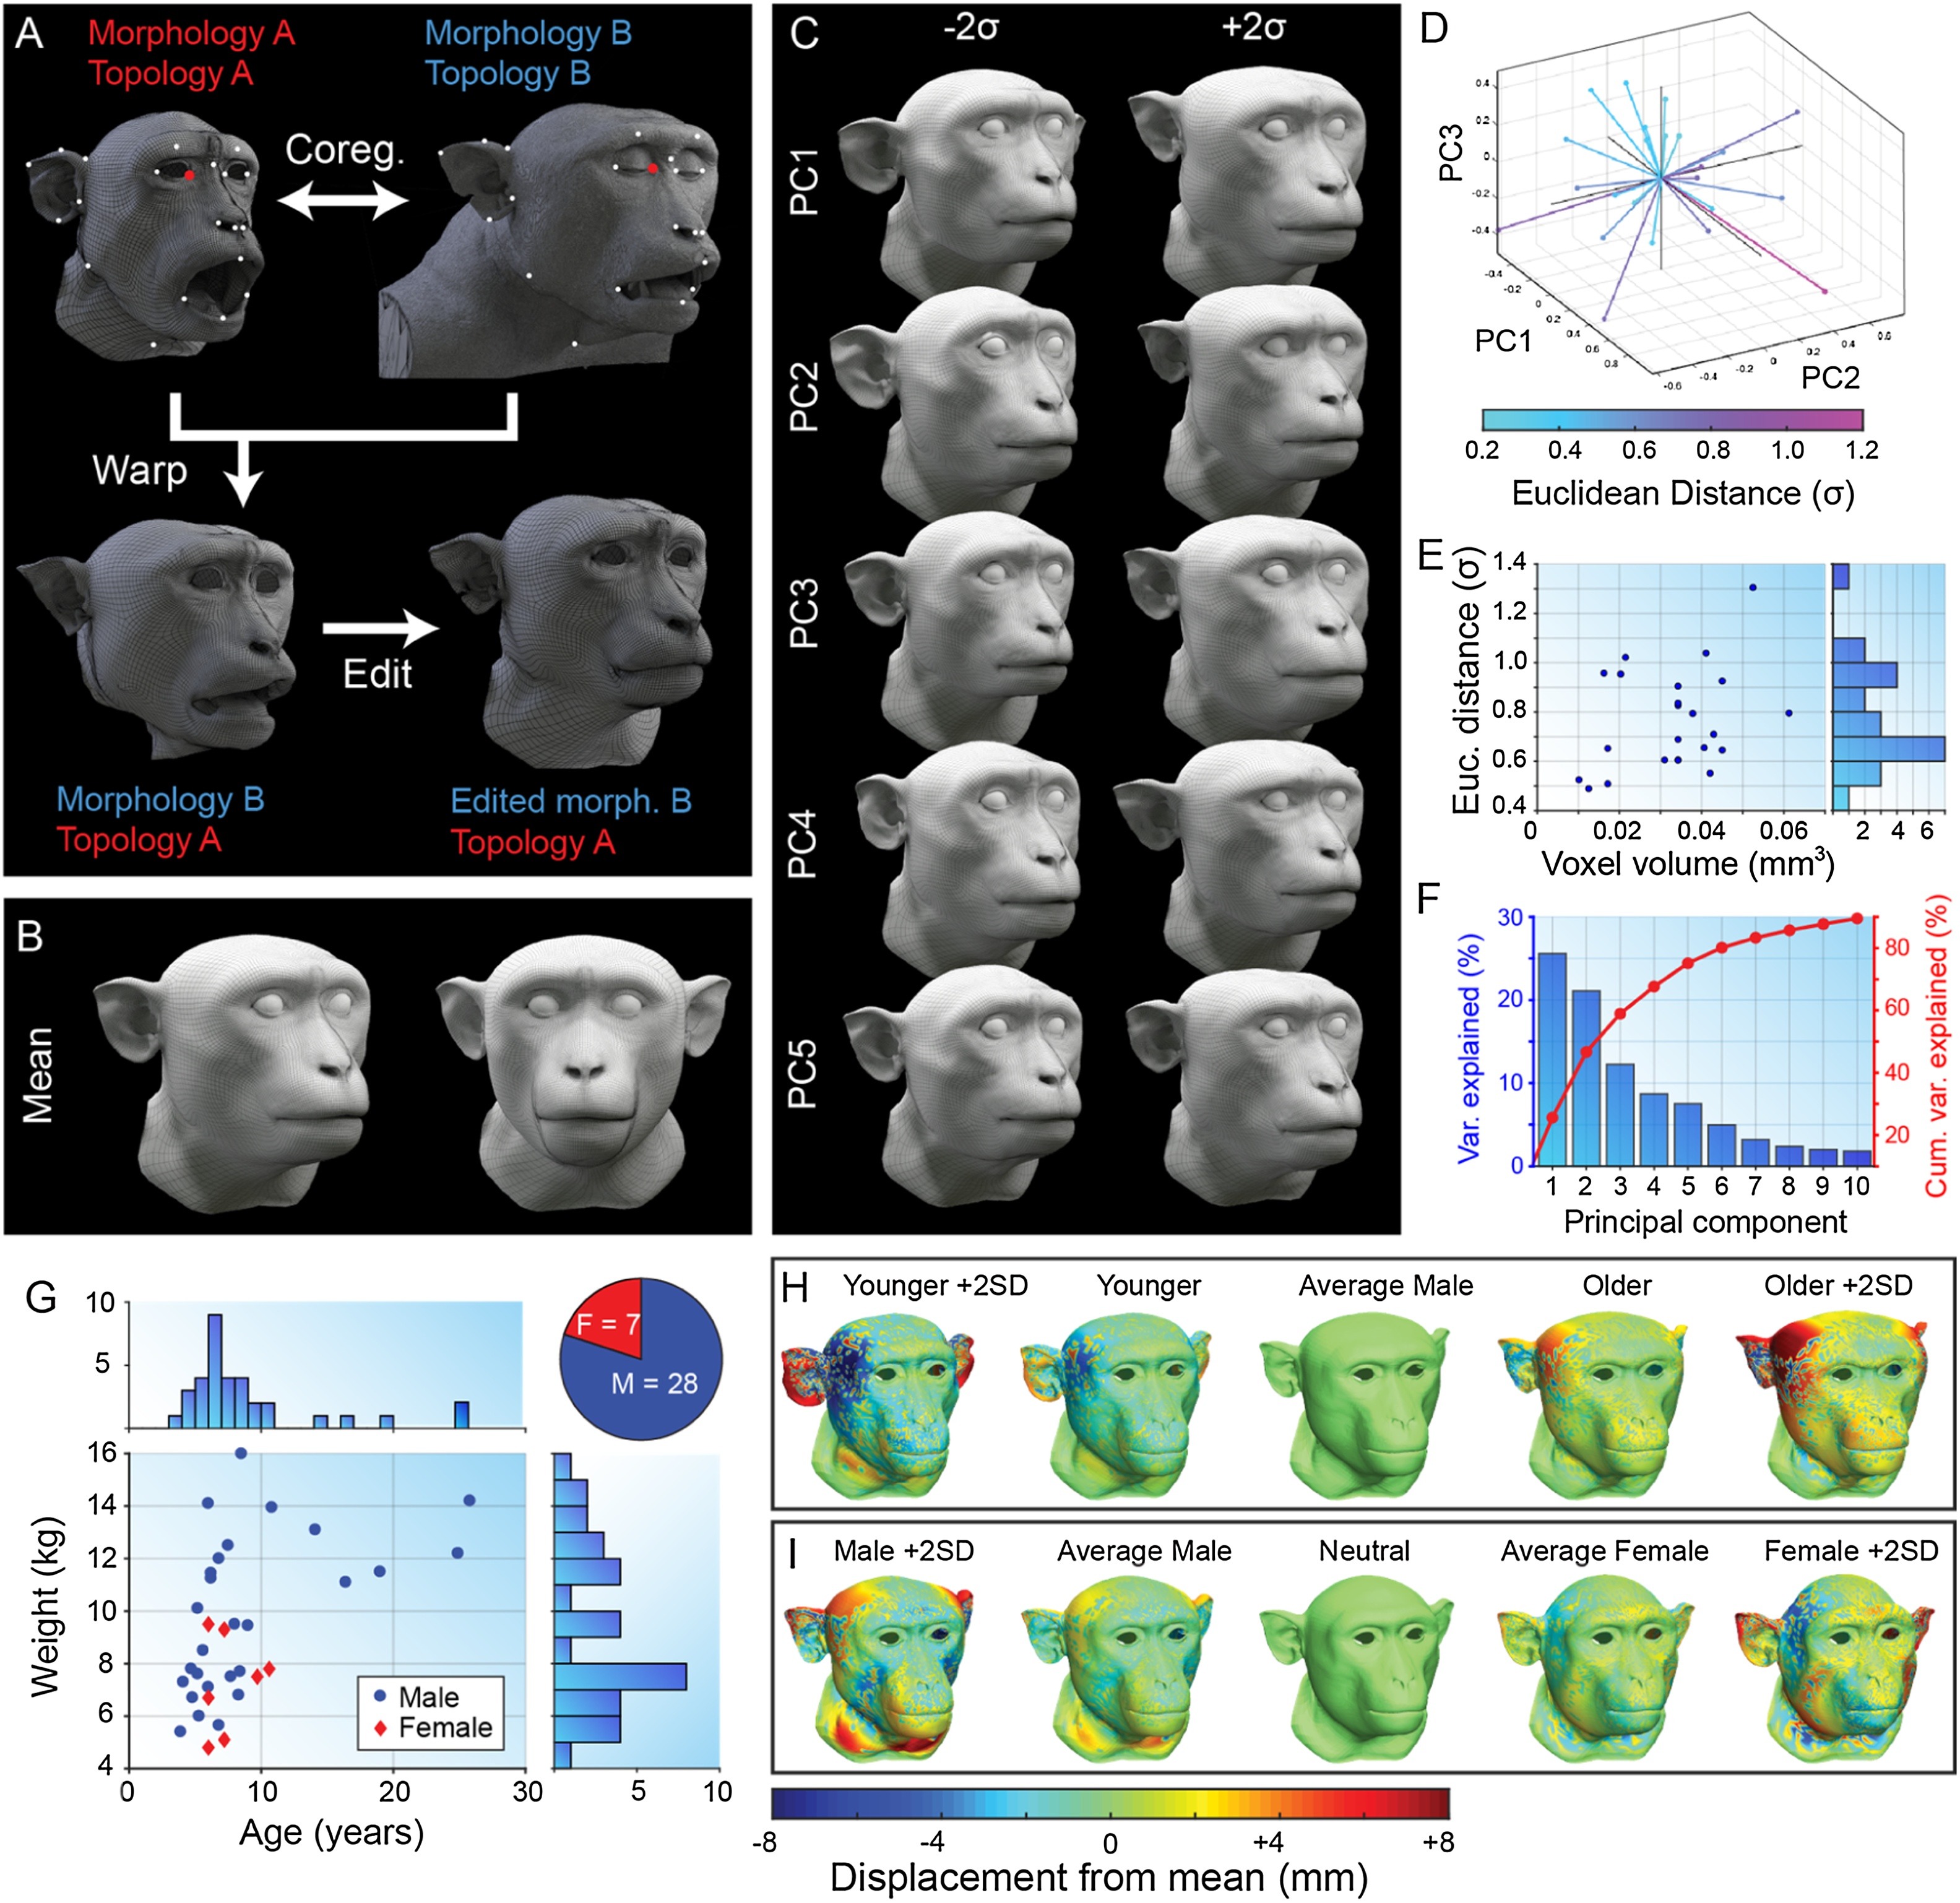 A
Morphology A
Topology A
Morphology B
Topology B
Coreg.
Warp
Edit
Morphology B
Topology A
Edited morph. B
Topology A
B
Mean
C
-2σ
+2σ
PC1
PC2
PC3
PC4
PC5
D
PC3
0.4
0.2
0
-0.2
-0.4
PC1
-0.4
-0.2
0
0.2
0.4
0.6
0.8
PC2
-0.6
-0.4
-0.2
0
0.2
0.4
0.6
0.2 0.4 0.6 0.8 1.0 1.2
Euclidean Distance (σ)
E
Euc. distance (σ)
1.4
1.2
1.0
0.8
0.6
0.4
0 0.02 0.04 0.06
Voxel volume (mm³)
2 4 6
F
Var. explained (%)
30
20
10
0
Cum. var. explained (%)
80
60
40
20
1 2 3 4 5 6 7 8 9 10
Principal component
G
10
5
F = 7
M = 28
Weight (kg)
16
14
12
10
8
6
4
Male
Female
0 10 20 30
Age (years)
5 10
H
Younger +2SD
Younger
Average Male
Older
Older +2SD
I
Male +2SD
Average Male
Neutral
Average Female
Female +2SD
-8 -4 0 +4 +8
Displacement from mean (mm)